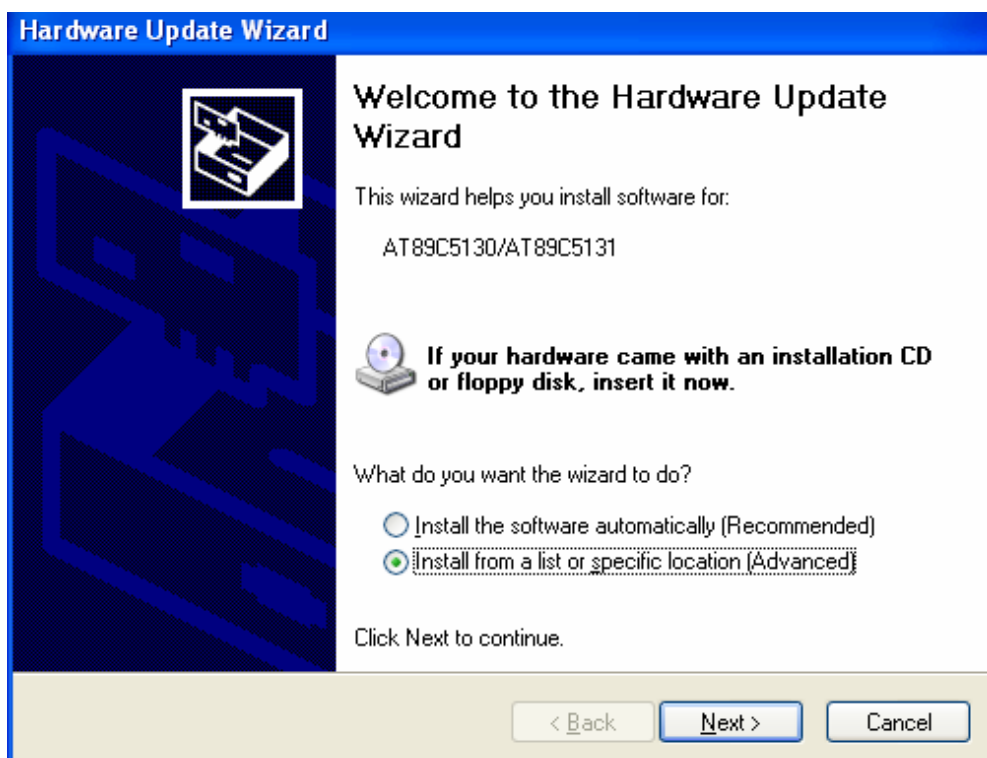 Hardware Update Wizard
Welcome to the Hardware Update
Wizard
This wizard helps you install software for:
AT89C5130/AT89C5131
If your hardware came with an installation CD
or floppy disk, insert it now.
What do you want the wizard to do?
Install the software automatically (Recommended)
Install from a list or specific location (Advanced)
Click Next to continue.
< Back Next > Cancel